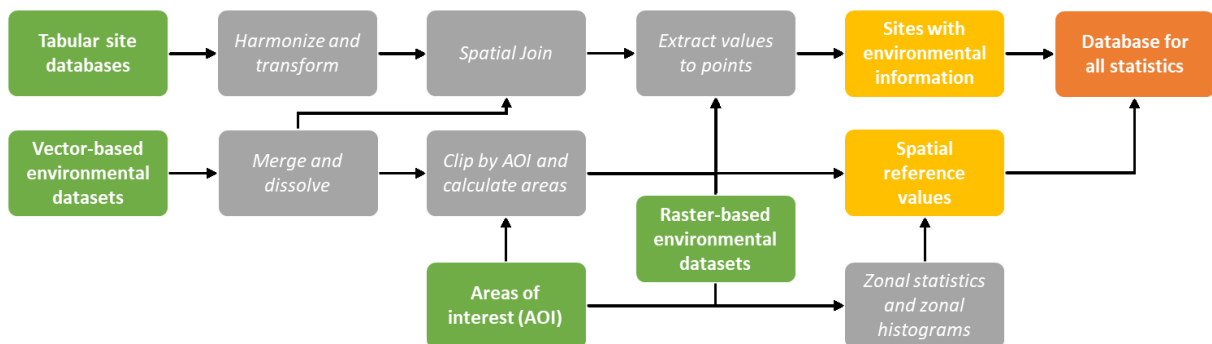 Tabular site
databases
Harmonize and
transform
Spatial Join
Extract values
to points
Sites with
environmental
information
Database for
all statistics
Vector-based
environmental
datasets
Merge and
dissolve
Clip by AOI and
calculate areas
Spatial
reference
values
Raster-based
environmental
datasets
Areas of
interest (AOI)
Zonal statistics
and zonal
histograms